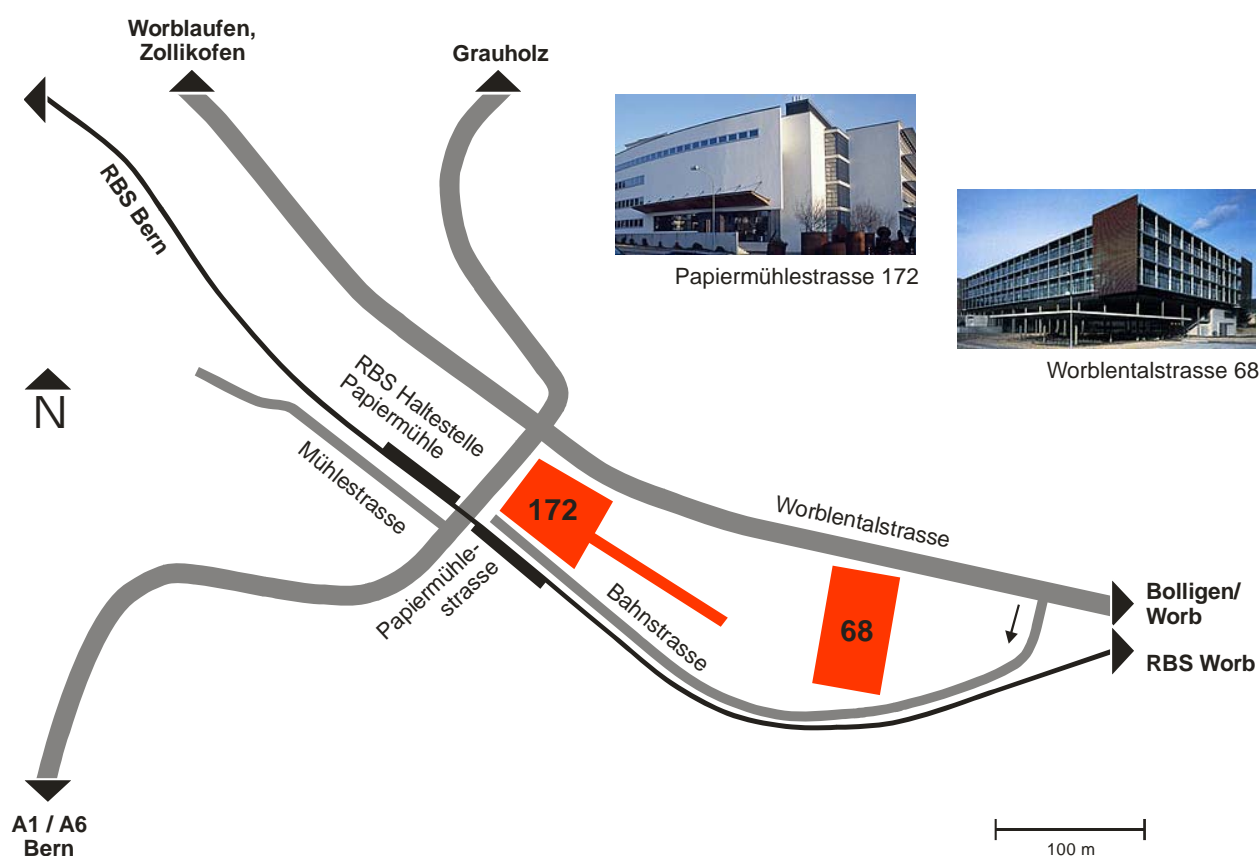 Worblaufen,
Zollikofen
Grauholz
RBS Bern
Papiermühlestrasse 172
Worblentalstrasse 68
N
RBS Haltestelle
Papiermühle
Mühlestrasse
172
Worblentalstrasse
Papiermühle-
strasse
Bahnstrasse
68
Bolligen/
Worb
RBS Worb
A1 / A6
Bern
100 m